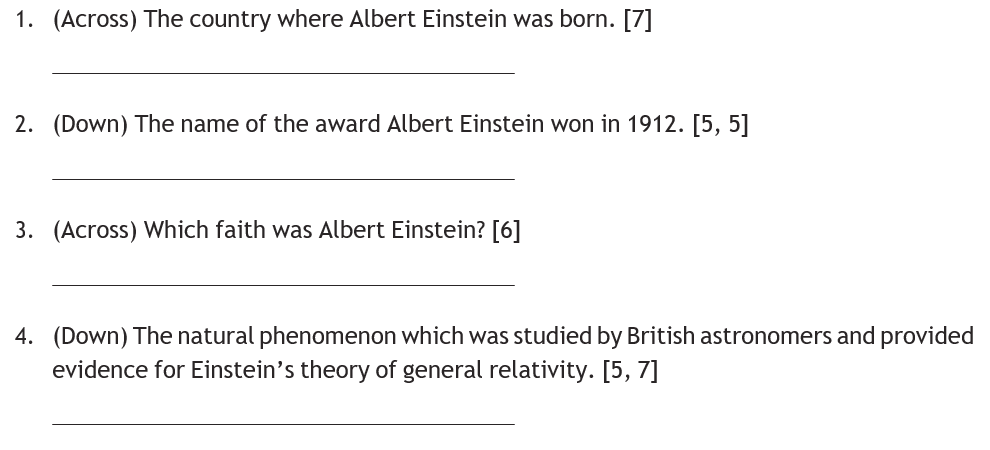 1. (Across) The country where Albert Einstein was born. [7]
2. (Down) The name of the award Albert Einstein won in 1912. [5, 5]
3. (Across) Which faith was Albert Einstein? [6]
4. (Down) The natural phenomenon which was studied by British astronomers and provided
evidence for Einstein’s theory of general relativity. [5, 7]